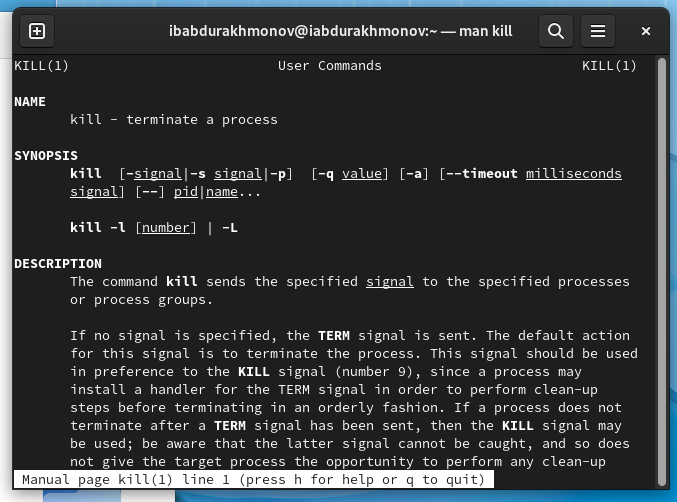 ibabdurakhmonov@iabdurakhmonov:~ — man kill
KILL(1) User Commands KILL(1)
NAME
kill - terminate a process
SYNOPSIS
kill [-signal|-s signal|-p] [-q value] [-a] [--timeout milliseconds
signal] [--] pid|name...
kill -l [number] | -L
DESCRIPTION
The command kill sends the specified signal to the specified processes
or process groups.
If no signal is specified, the TERM signal is sent. The default action
for this signal is to terminate the process. This signal should be used
in preference to the KILL signal (number 9), since a process may
install a handler for the TERM signal in order to perform clean-up
steps before terminating in an orderly fashion. If a process does not
terminate after a TERM signal has been sent, then the KILL signal may
be used; be aware that the latter signal cannot be caught, and so does
not give the target process the opportunity to perform any clean-up
Manual page kill(1) line 1 (press h for help or q to quit)